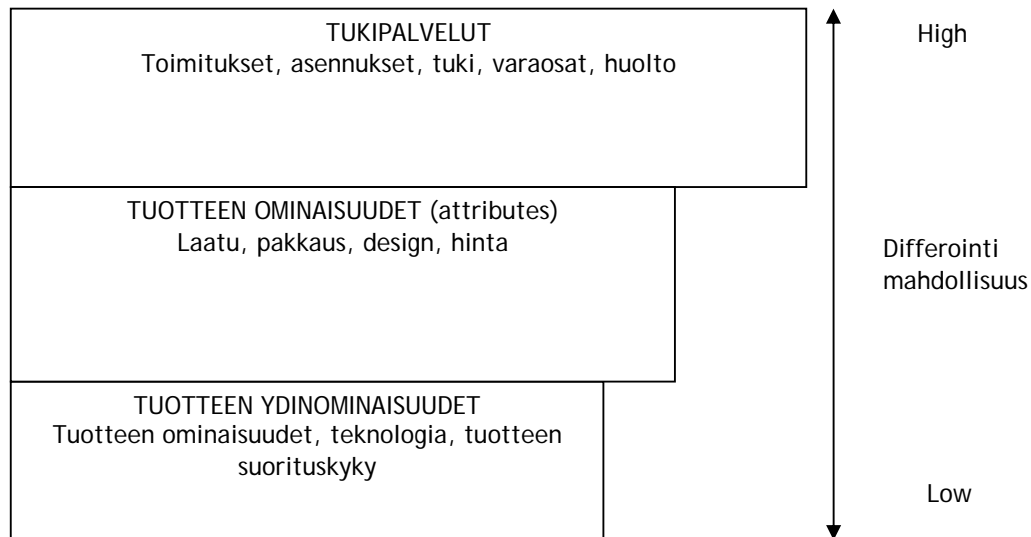 TUKIPALVELUT
Toimitukset, asennukset, tuki, varaosat, huolto
High
TUOTTEEN OMINAISUUDET (attributes)
Laatu, pakkaus, design, hinta
Differointi
mahdollisuus
TUOTTEEN YDINOMINAISUUDET
Tuotteen ominaisuudet, teknologia, tuotteen
suorituskyky
Low